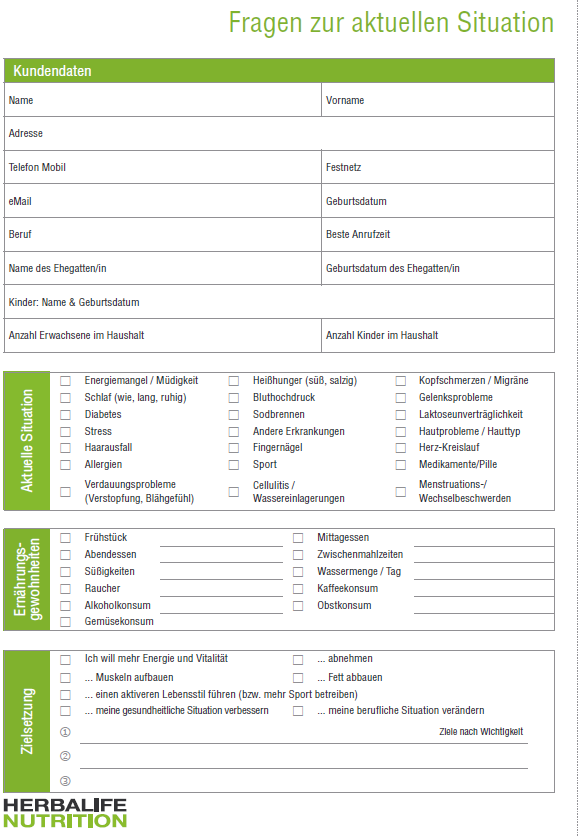 Fragen zur aktuellen Situation
Kundendaten
Name Vorname
Adresse
Telefon Mobil Festnetz
eMail Geburtsdatum
Beruf Beste Anrufzeit
Name des Ehegatten/in Geburtsdatum des Ehegatten/in
Kinder: Name & Geburtsdatum
Anzahl Erwachsene im Haushalt Anzahl Kinder im Haushalt
Aktuelle Situation
Energiemangel / Müdigkeit Heißhunger (süß, salzig) Kopfschmerzen / Migräne
Schlaf (wie, lang, ruhig) Bluthochdruck Gelenksprobleme
Diabetes Sodbrennen Laktoseunverträglichkeit
Stress Andere Erkrankungen Hautprobleme / Hauttyp
Haarausfall Fingernägel Herz-Kreislauf
Allergien Sport Medikamente/Pille
Verdauungsprobleme Cellulitis / Menstruations-/
(Verstopfung, Blähgefühl) Wassereinlagerungen Wechselbeschwerden
Ernährungs-
gewohnheiten
Frühstück Mittagessen
Abendessen Zwischenmahlzeiten
Süßigkeiten Wassermenge / Tag
Raucher Kaffeekonsum
Alkoholkonsum Obstkonsum
Gemüsekonsum
Zielsetzung
Ich will mehr Energie und Vitalität ... abnehmen
... Muskeln aufbauen ... Fett abbauen
... einen aktiveren Lebensstil führen (bzw. mehr Sport betreiben)
... meine gesundheitliche Situation verbessern ... meine berufliche Situation verändern
① Ziele nach Wichtigkeit
②
③
HERBALIFE
NUTRITION